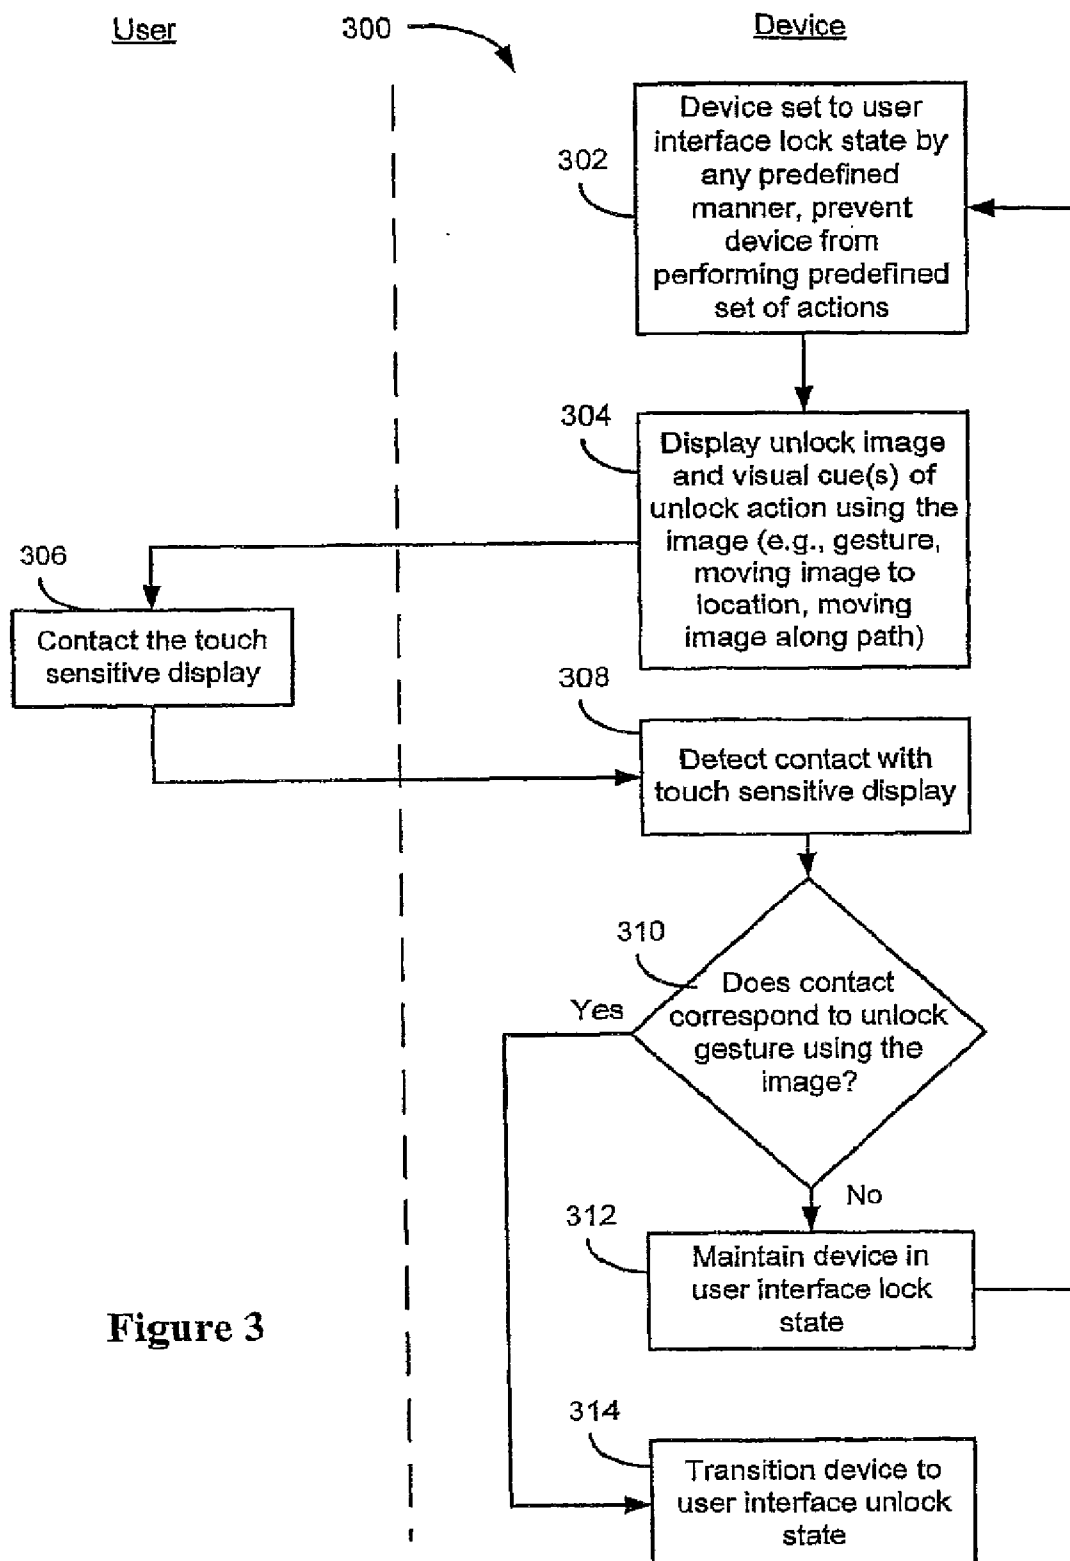 User
300
Device
302
Device set to user
interface lock state by
any predefined
manner, prevent
device from
performing predefined
set of actions
304
Display unlock image
and visual cue(s) of
unlock action using the
image (e.g., gesture,
moving image to
location, moving
image along path)
306
Contact the touch
sensitive display
308
Detect contact with
touch sensitive display
310
Does contact
correspond to unlock
gesture using the
image?
Yes
No
312
Maintain device in
user interface lock
state
Figure 3
314
Transition device to
user interface unlock
state